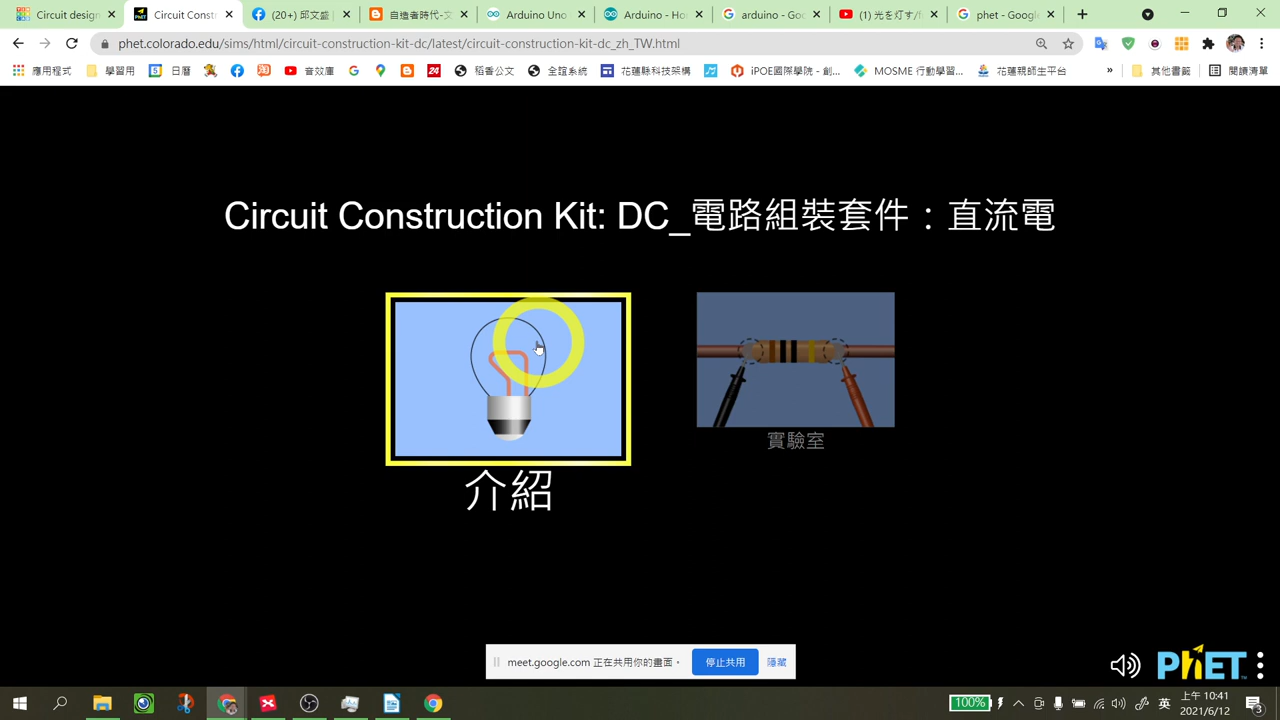 Circuit design
Circuit Constr
(20+) 邱文盛
自造者時代-文
Arduino Uno
Arduino - Ho
arduino - Goo
(1) 光を灯す/f
phet - Google
phet.colorado.edu/sims/html/circuit-construction-kit-dc/latest/circuit-construction-kit-dc_zh_TW.html
應用程式
學習用
日曆
音效庫
稻香公文
全誼系統
花蓮縣科技架構
iPOE國際學院 - 創...
MOSME 行動學習...
花蓮親師生平台
»
其他書籤
閱讀清單
Circuit Construction Kit: DC_電路組裝套件：直流電
介紹
實驗室
meet.google.com 正在共用你的畫面。
停止共用
隱藏
PhET
100%
英
上午 10:41
2021/6/12